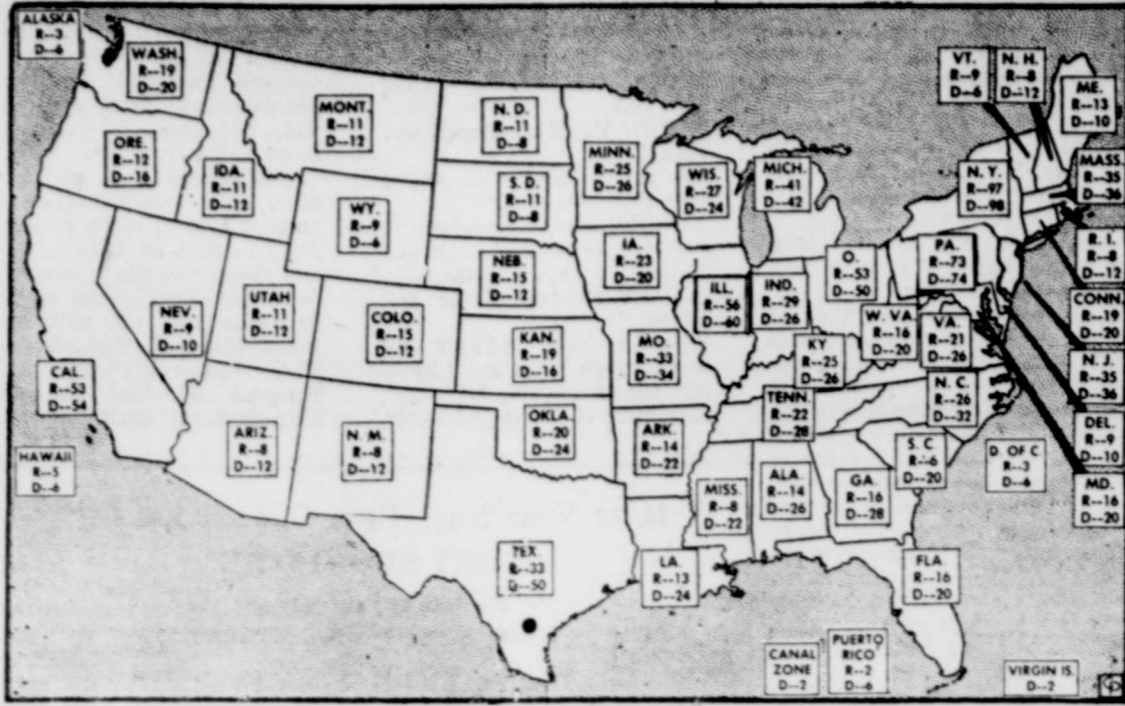 ALASKA
R--3
D--6
WASH.
R--19
D--20
ORE.
R--12
D--16
IDA.
R--11
D--12
MONT.
R--11
D--12
WY.
R--9
D--6
NEV.
R--9
D--10
UTAH
R--11
D--12
COLO.
R--15
D--12
CAL.
R--53
D--54
HAWAII
R--5
D--6
ARIZ.
R--8
D--12
N. M.
R--8
D--12
N. D.
R--11
D--8
S. D.
R--11
D--8
NEB.
R--15
D--12
KAN.
R--19
D--16
OKLA.
R--20
D--24
TEX.
R--33
D--50
MINN.
R--25
D--26
IA.
R--23
D--20
MO.
R--33
D--34
ARK.
R--14
D--22
LA.
R--13
D--24
WIS.
R--27
D--24
ILL.
R--56
D--60
MICH.
R--41
D--42
IND.
R--29
D--26
O.
R--53
D--50
KY
R--25
D--26
TENN.
R--22
D--28
MISS.
R--8
D--22
ALA.
R--14
D--26
GA.
R--16
D--28
FLA.
R--16
D--20
S. C
R--6
D--20
N. C.
R--26
D--32
VA.
R--21
D--26
W. VA.
R--16
D--20
PA.
R--73
D--74
N. Y.
R--97
D--98
VT.
R--9
D--6
N. H.
R--8
D--12
ME.
R--13
D--10
MASS.
R--35
D--36
R. I.
R--8
D--12
CONN.
R--19
D--20
N. J.
R--35
D--36
DEL.
R--9
D--10
MD.
R--16
D--20
D. OF C.
R--3
D--6
CANAL
ZONE
D--2
PUERTO
RICO
R--2
D--6
VIRGIN IS.
D--2